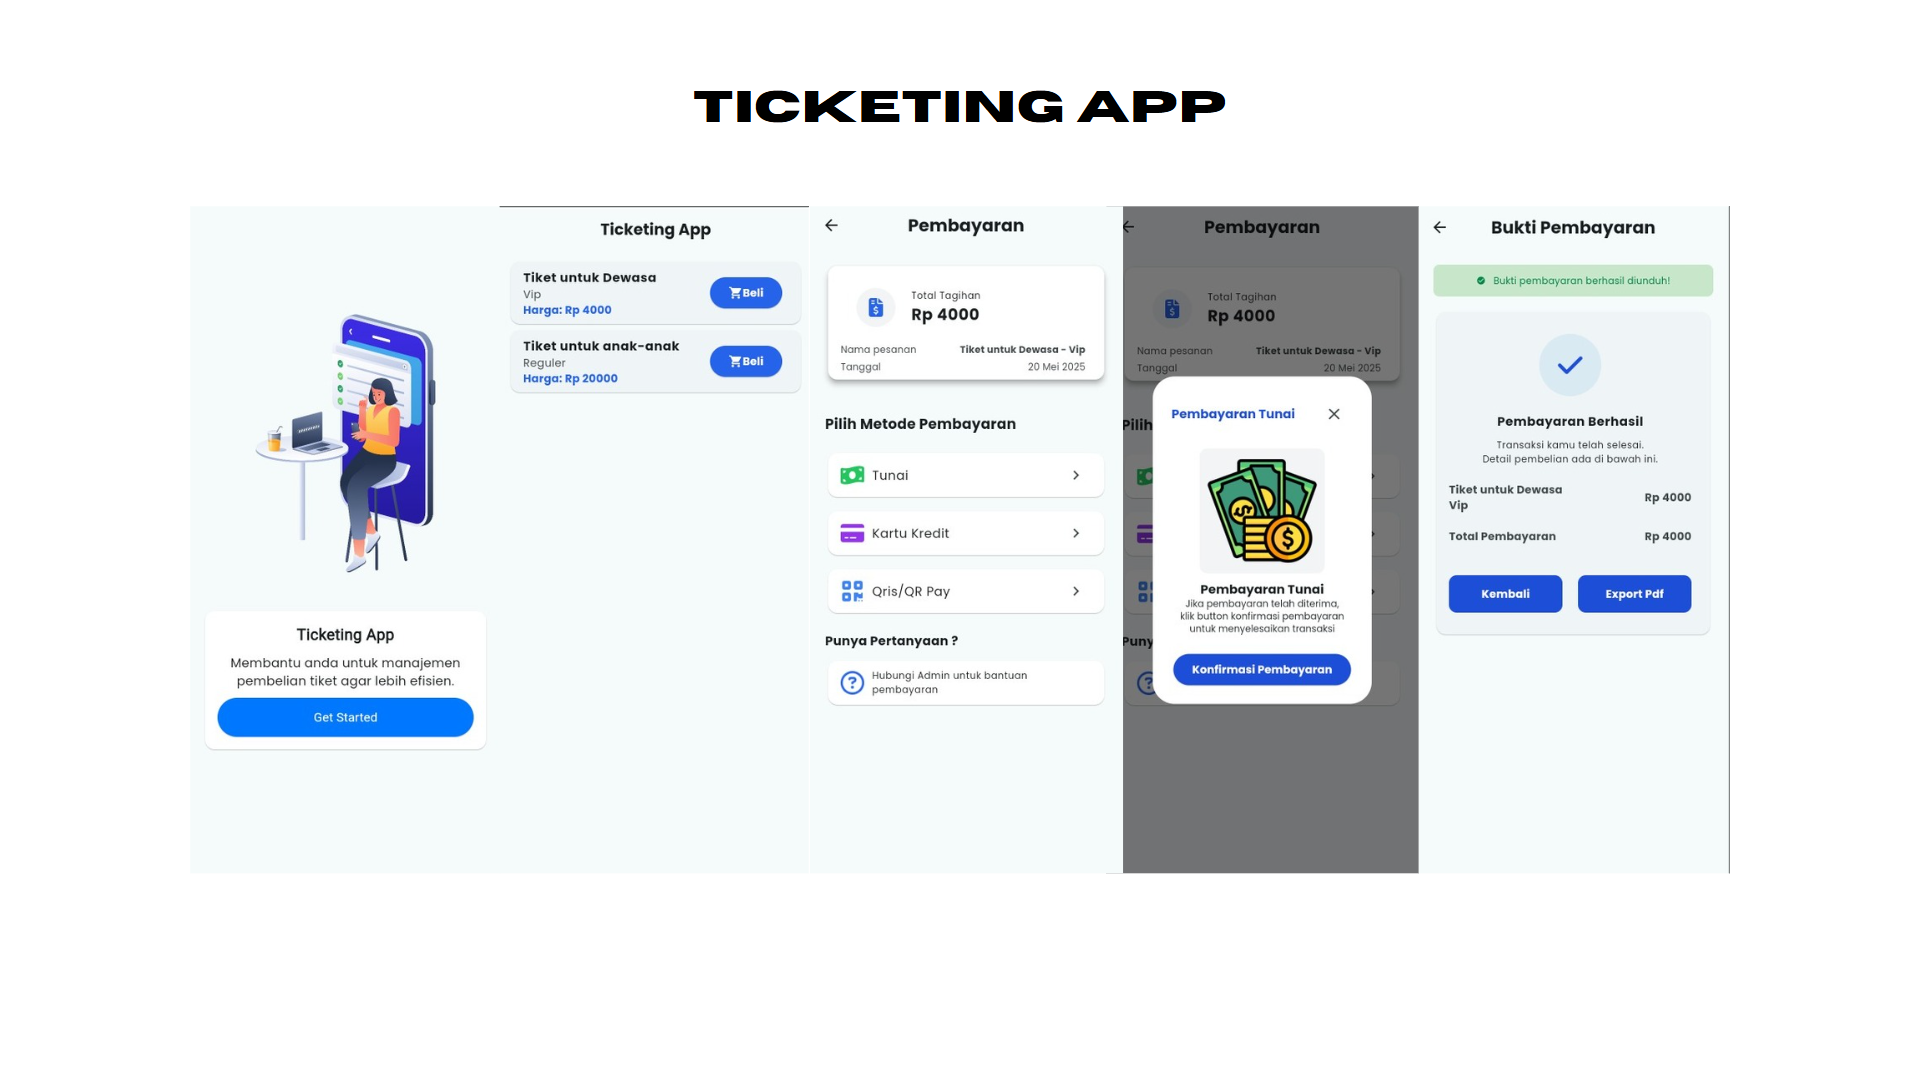 TICKETING APP
Ticketing App
Membantu anda untuk manajemen
pembelian tiket agar lebih efisien.
Get Started
Ticketing App
Tiket untuk Dewasa
Vip
Harga: Rp 4000
Beli
Tiket untuk anak-anak
Reguler
Harga: Rp 20000
Beli
Pembayaran
Total Tagihan
Rp 4000
Nama pesanan Tiket untuk Dewasa - Vip
Tanggal 20 Mei 2025
Pilih Metode Pembayaran
Tunai
Kartu Kredit
Qris/QR Pay
Punya Pertanyaan ?
Hubungi Admin untuk bantuan
pembayaran
Pembayaran
Total Tagihan
Rp 4000
Nama pesanan Tiket untuk Dewasa - Vip
Tanggal 20 Mei 2025
Pilih
Pembayaran Tunai
Pembayaran Tunai
Jika pembayaran telah diterima,
klik button konfirmasi pembayaran
untuk menyelesaikan transaksi
Puny
Konfirmasi Pembayaran
Bukti Pembayaran
Bukti pembayaran berhasil diunduh!
Pembayaran Berhasil
Transaksi kamu telah selesai.
Detail pembelian ada di bawah ini.
Tiket untuk Dewasa
Vip Rp 4000
Total Pembayaran Rp 4000
Kembali Export Pdf